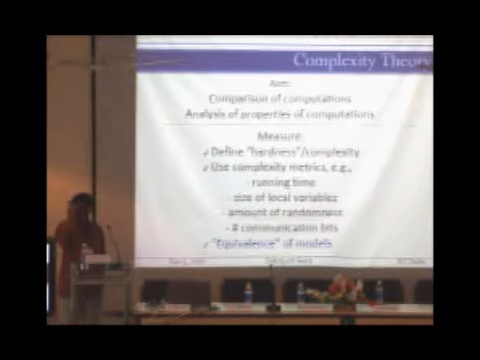 Complexity Theory
Aim:
Comparison of computations
Analysis of properties of computations
Measure:
✓ Define "hardness"/complexity
✓ Use complexity metrics, e.g.,
- running time
- size of local variables
- amount of randomness
- # communication bits
✓ "Equivalence" of models